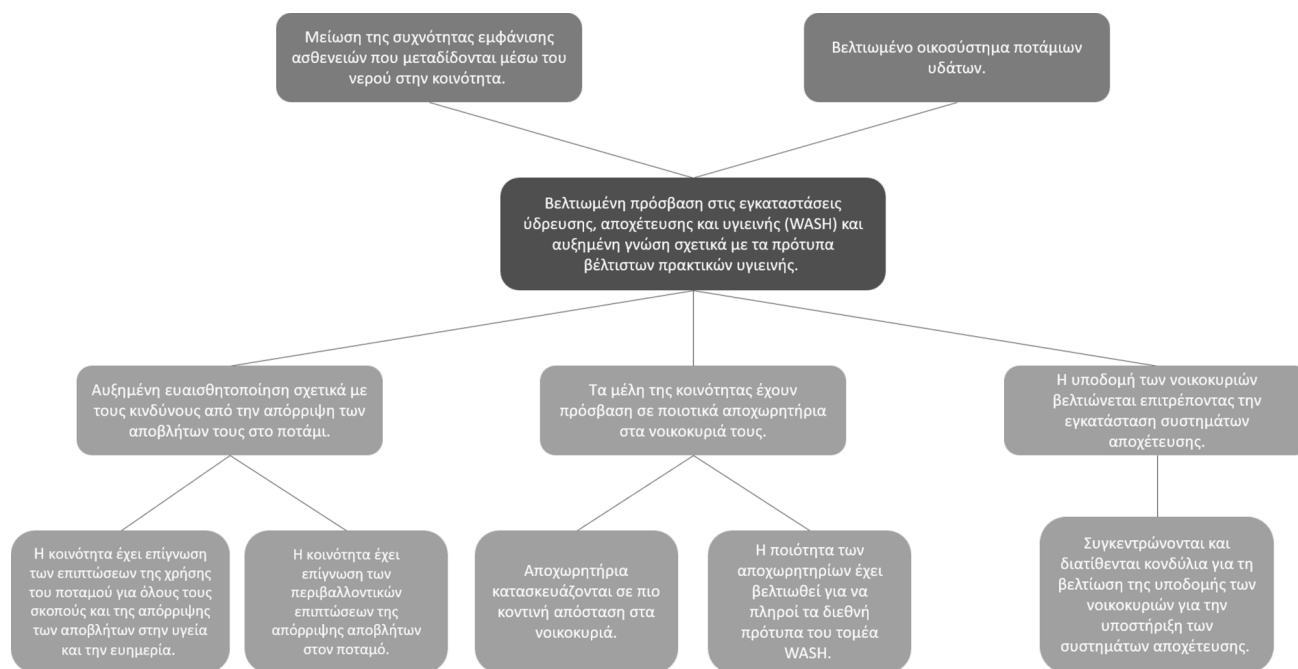 Μείωση της συχνότητας εμφάνισης
ασθενειών που μεταδίδονται μέσω του
νερού στην κοινότητα.
Βελτιωμένο οικοσύστημα ποτάμιων
υδάτων.
Βελτιωμένη πρόσβαση στις εγκαταστάσεις
ύδρευσης, αποχέτευσης και υγιεινής (WASH) και
αυξημένη γνώση σχετικά με τα πρότυπα
βέλτιστων πρακτικών υγιεινής.
Αυξημένη ευαισθητοποίηση σχετικά με
τους κινδύνους από την απόρριψη των
αποβλήτων τους στο ποτάμι.
Τα μέλη της κοινότητας έχουν
πρόσβαση σε ποιοτικά αποχωρητήρια
στα νοικοκυριά τους.
Η υποδομή των νοικοκυριών
βελτιώνεται επιτρέποντας την
εγκατάσταση συστημάτων
αποχέτευσης.
Η κοινότητα έχει επίγνωση
των επιπτώσεων της χρήσης
του ποταμού για όλους τους
σκοπούς και της απόρριψης
των αποβλήτων στην υγεία
και την ευημερία.
Η κοινότητα έχει
επίγνωση των
περιβαλλοντικών
επιπτώσεων της
απόρριψης αποβλήτων
στον ποταμό.
Αποχωρητήρια
κατασκευάζονται σε πιο
κοντινή απόσταση στα
νοικοκυριά.
Η ποιότητα των
αποχωρητηρίων έχει
βελτιωθεί για να
πληροί τα διεθνή
πρότυπα του τομέα
WASH.
Συγκεντρώνονται και
διατίθενται κονδύλια για τη
βελτίωση της υποδομής των
νοικοκυριών για την
υποστήριξη των
συστημάτων αποχέτευσης.